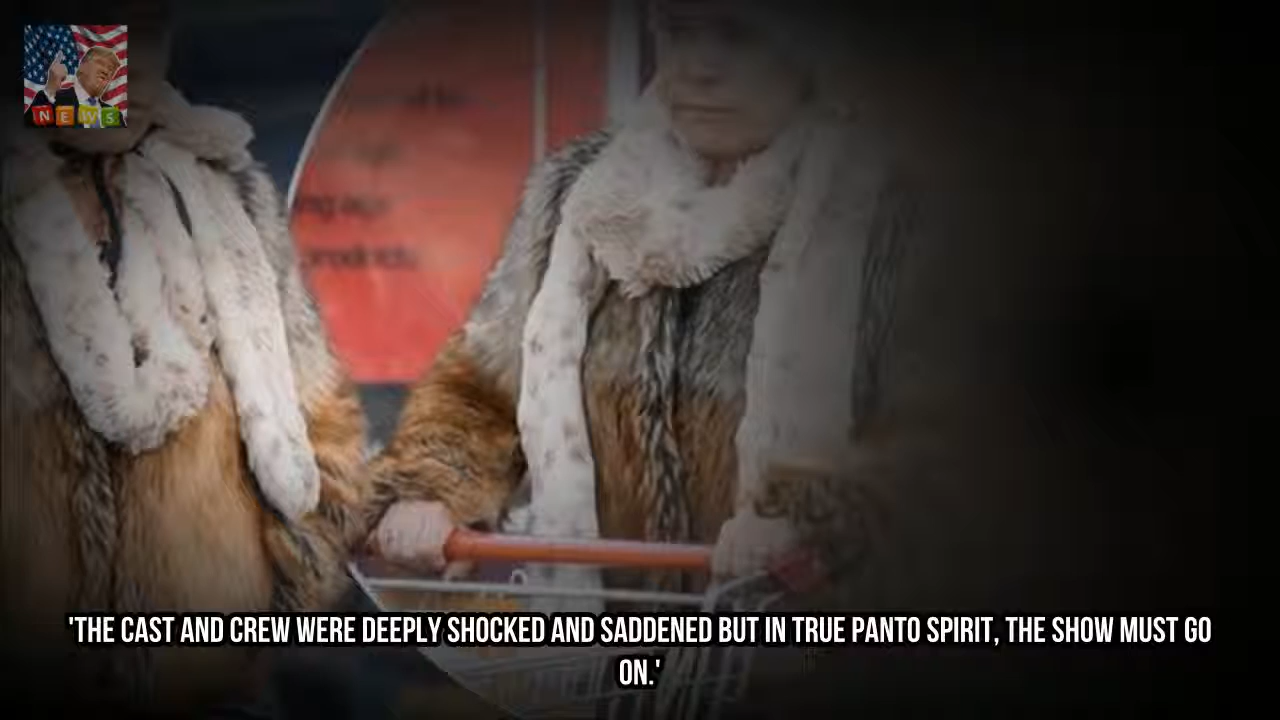 NEWS
products
'THE CAST AND CREW WERE DEEPLY SHOCKED AND SADDENED BUT IN TRUE PANTO SPIRIT, THE SHOW MUST GO
ON.'